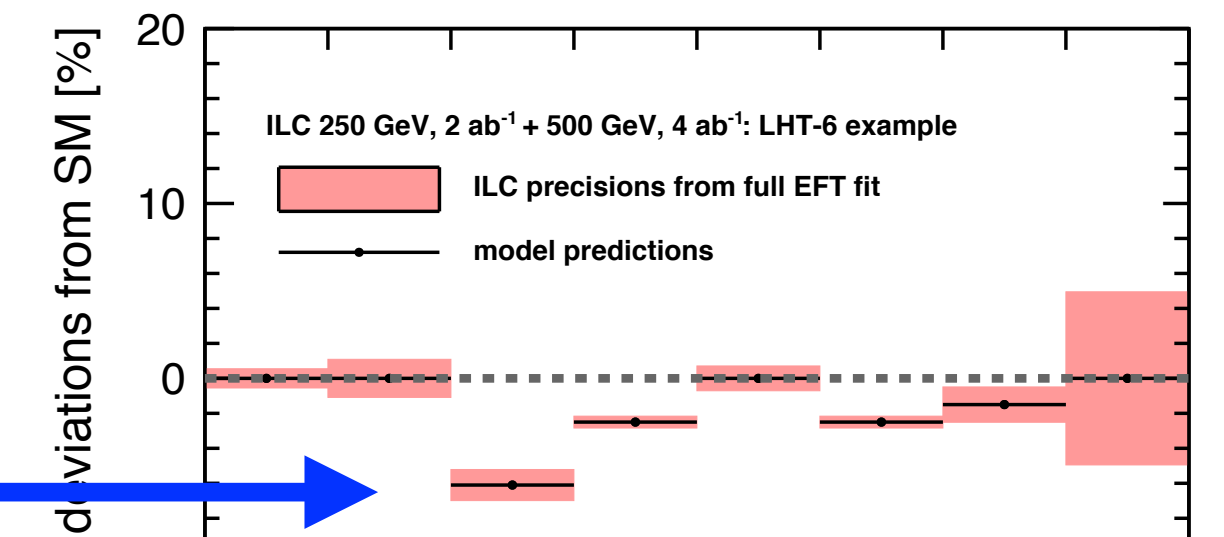 20
ILC 250 GeV, 2 ab⁻¹ + 500 GeV, 4 ab⁻¹: LHT-6 example
ILC precisions from full EFT fit
10
model predictions
0
deviations from SM [%]